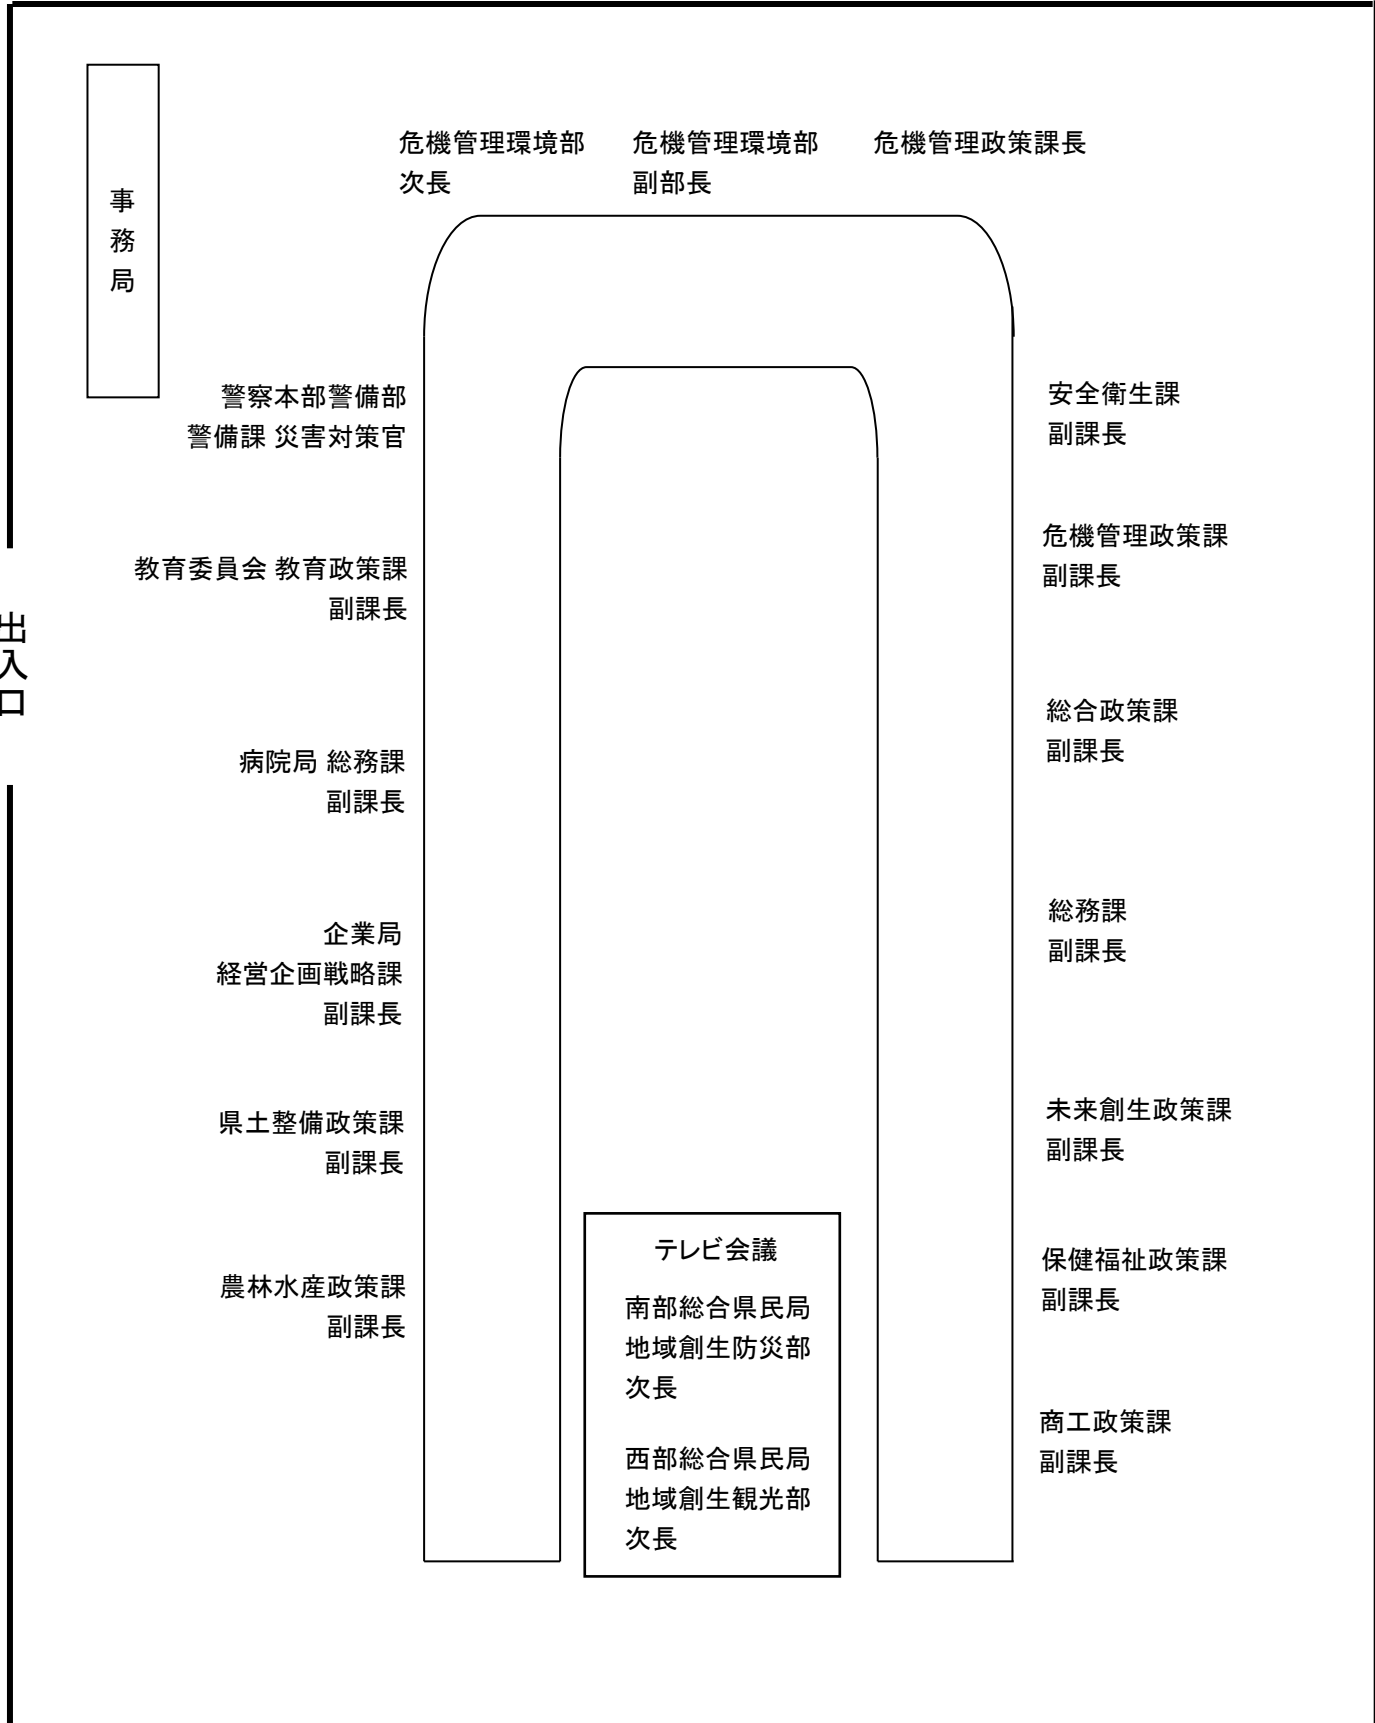 事務局
危機管理環境部
次長
危機管理環境部
副部長
危機管理政策課長
警察本部警備部
警備課 災害対策官
教育委員会 教育政策課
副課長
出入口
病院局 総務課
副課長
企業局
経営企画戦略課
副課長
県土整備政策課
副課長
農林水産政策課
副課長
安全衛生課
副課長
危機管理政策課
副課長
総合政策課
副課長
総務課
副課長
未来創生政策課
副課長
保健福祉政策課
副課長
商工政策課
副課長
テレビ会議
南部総合県民局
地域創生防災部
次長
西部総合県民局
地域創生観光部
次長